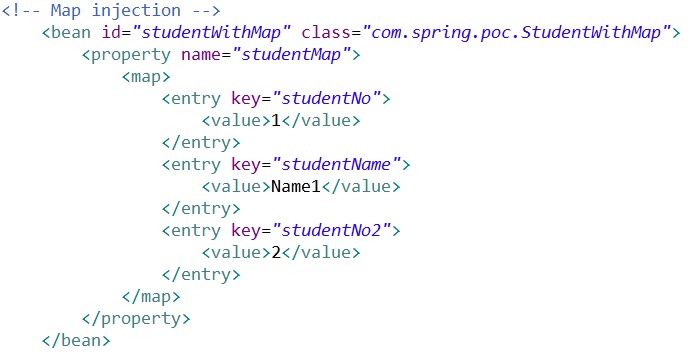 <!-- Map injection -->
<bean id="studentWithMap" class="com.spring.poc.StudentWithMap">
<property name="studentMap">
<map>
<entry key="studentNo">
<value>1</value>
</entry>
<entry key="studentName">
<value>Name1</value>
</entry>
<entry key="studentNo2">
<value>2</value>
</entry>
</map>
</property>
</bean>